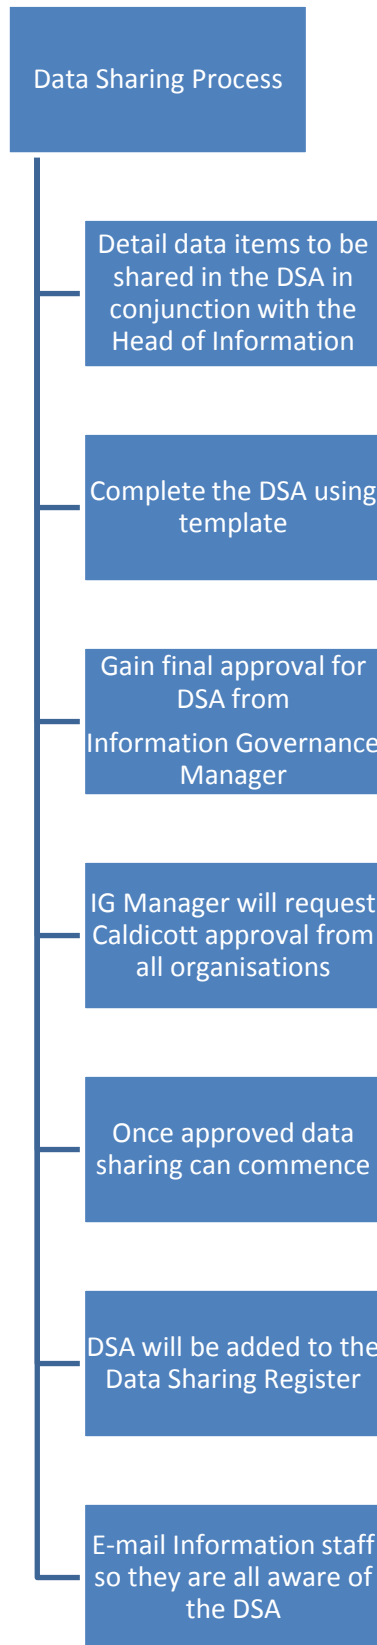 Data Sharing Process
Detail data items to be
shared in the DSA in
conjunction with the
Head of Information
Complete the DSA using
template
Gain final approval for
DSA from
Information Governance
Manager
IG Manager will request
Caldicott approval from
all organisations
Once approved data
sharing can commence
DSA will be added to the
Data Sharing Register
E-mail Information staff
so they are all aware of
the DSA